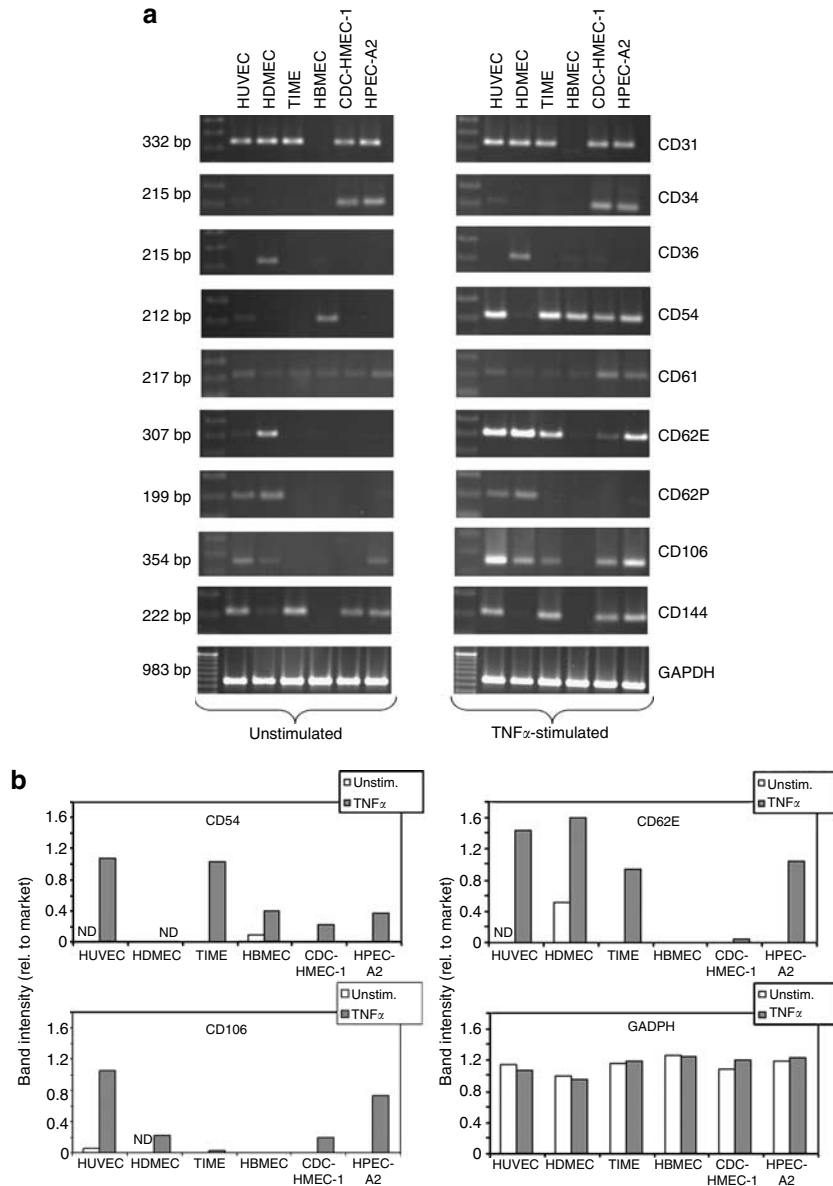 a
HUVEC HDMEC TIME HBMEC CDC-HMEC-1 HPEC-A2
HUVEC HDMEC TIME HBMEC CDC-HMEC-1 HPEC-A2
332 bp CD31
215 bp CD34
215 bp CD36
212 bp CD54
217 bp CD61
307 bp CD62E
199 bp CD62P
354 bp CD106
222 bp CD144
983 bp GAPDH
Unstimulated TNFα-stimulated
b
Band intensity (rel. to market)
Unstim.
TNFα
CD54
1.6
1.2
0.8
0.4
0
ND ND
HUVEC HDMEC TIME HBMEC CDC-HMEC-1 HPEC-A2
Unstim.
TNFα
CD106
1.6
1.2
0.8
0.4
0
ND
HUVEC HDMEC TIME HBMEC CDC-HMEC-1 HPEC-A2
Band intensity (rel. to market)
Unstim.
TNFα
CD62E
1.6
1.2
0.8
0.4
0
ND
HUVEC HDMEC TIME HBMEC CDC-HMEC-1 HPEC-A2
Unstim.
TNFα
GADPH
1.6
1.2
0.8
0.4
0
HUVEC HDMEC TIME HBMEC CDC-HMEC-1 HPEC-A2